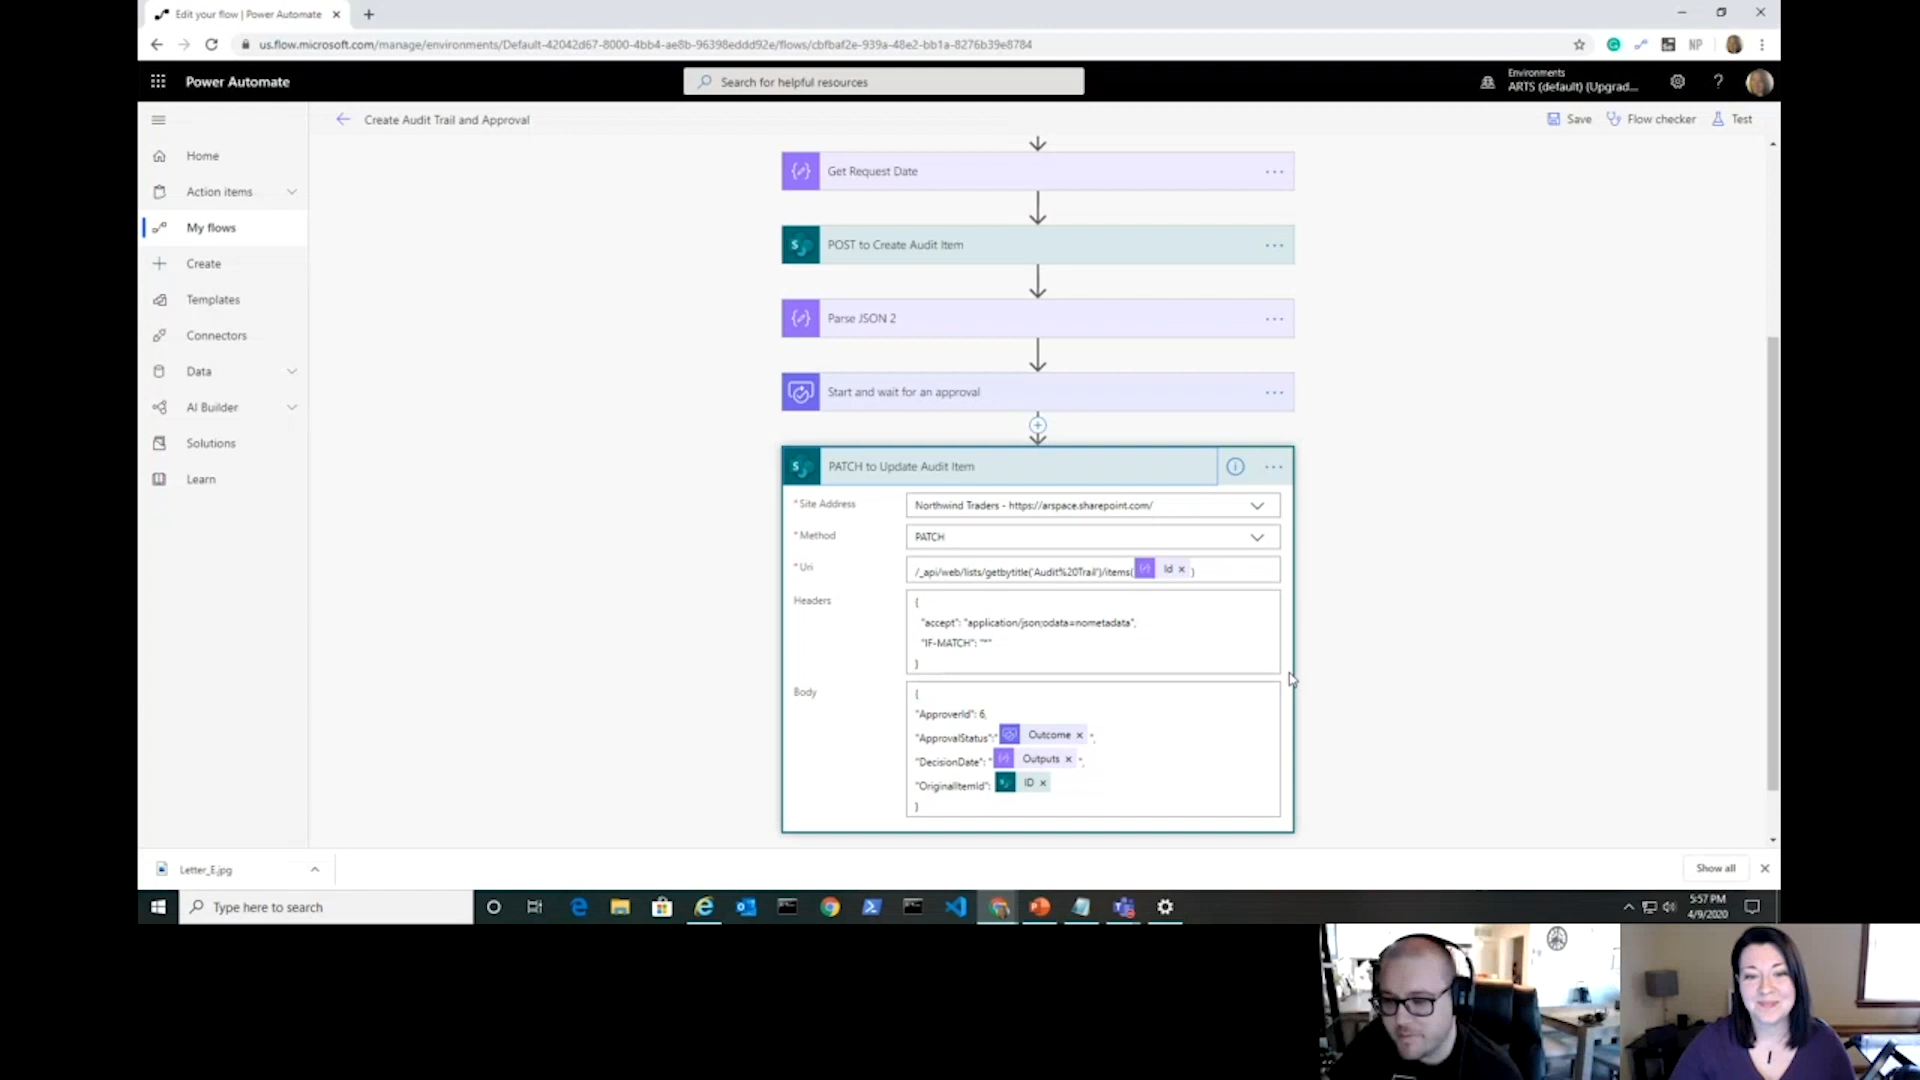 Edit your flow | Power Automate
us.flow.microsoft.com/manage/environments/Default-42042d67-8000-4bb4-ae8b-96398eddd92e/flows/cbfbaf2e-939a-48e2-bb1a-8276b39e8784
NP
Power Automate
Search for helpful resources
Environments
ARTS (default) (Upgrad...
?
Create Audit Trail and Approval
Save
Flow checker
Test
Home
Action items
My flows
Create
Templates
Connectors
Data
AI Builder
Solutions
Learn
Get Request Date
POST to Create Audit Item
Parse JSON 2
Start and wait for an approval
PATCH to Update Audit Item
* Site Address
Northwind Traders - https://arspace.sharepoint.com/
* Method
PATCH
* Uri
/_api/web/lists/getbytitle('Audit%20Trail')/items( Id )
Headers
{
"accept": "application/json;odata=nometadata",
"IF-MATCH": "*"
}
Body
{
"ApproverId": 6,
"ApprovalStatus":" Outcome ",
"DecisionDate": " Outputs ",
"OriginalItemId": ID
}
Letter_E.jpg
Show all
Type here to search
5:57 PM
4/9/2020